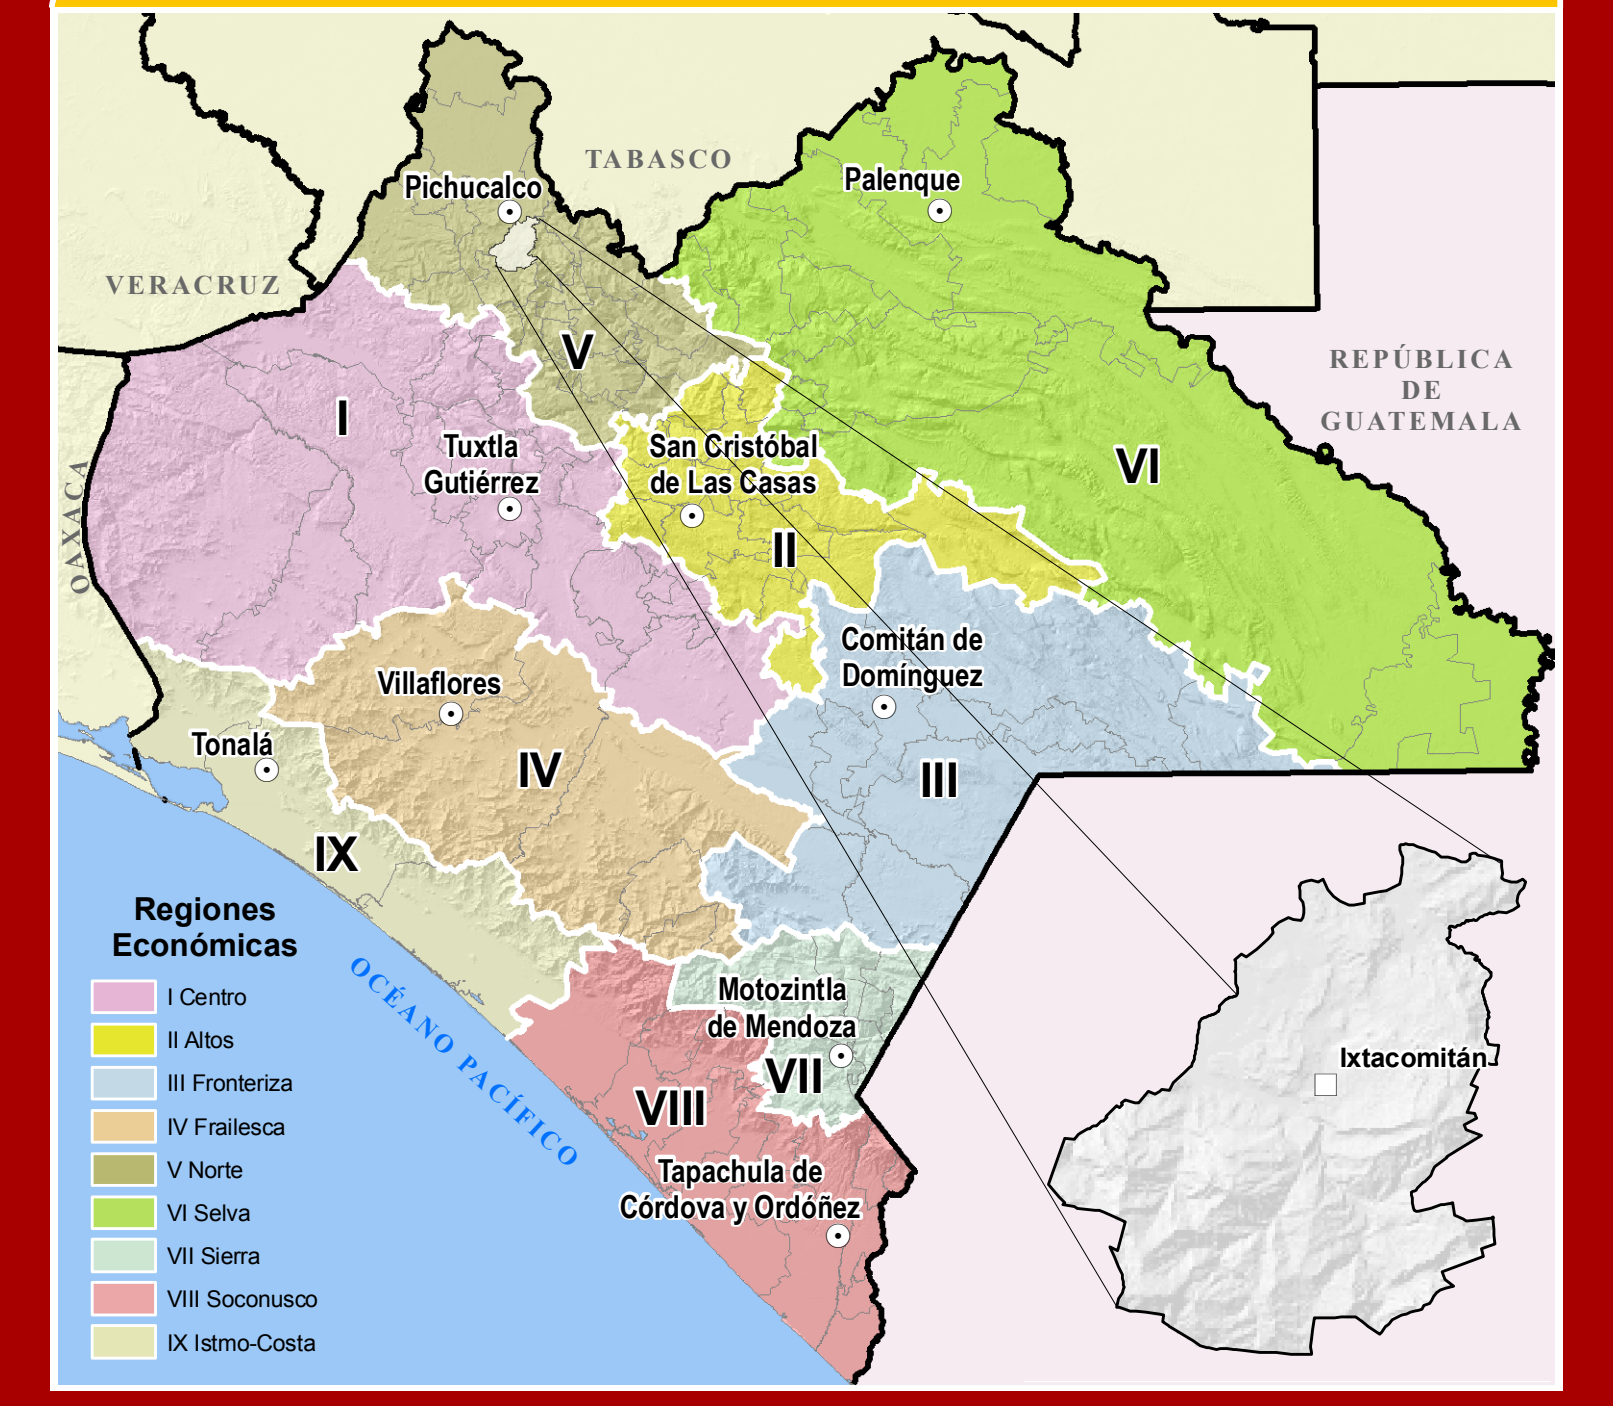 TABASCO
Pichucalco
Palenque
VERACRUZ
V
REPÚBLICA
DE
GUATEMALA
I
Tuxtla
Gutiérrez
San Cristóbal
de Las Casas
VI
OAXACA
II
Comitán de
Domínguez
Villaflores
Tonalá
IV
III
IX
Regiones
Económicas
I Centro
II Altos
III Fronteriza
IV Frailesca
V Norte
VI Selva
VII Sierra
VIII Soconusco
IX Istmo-Costa
OCÉANO PACÍFICO
Motozintla
de Mendoza
VII
VIII
Tapachula de
Córdova y Ordóñez
Ixtacomitán